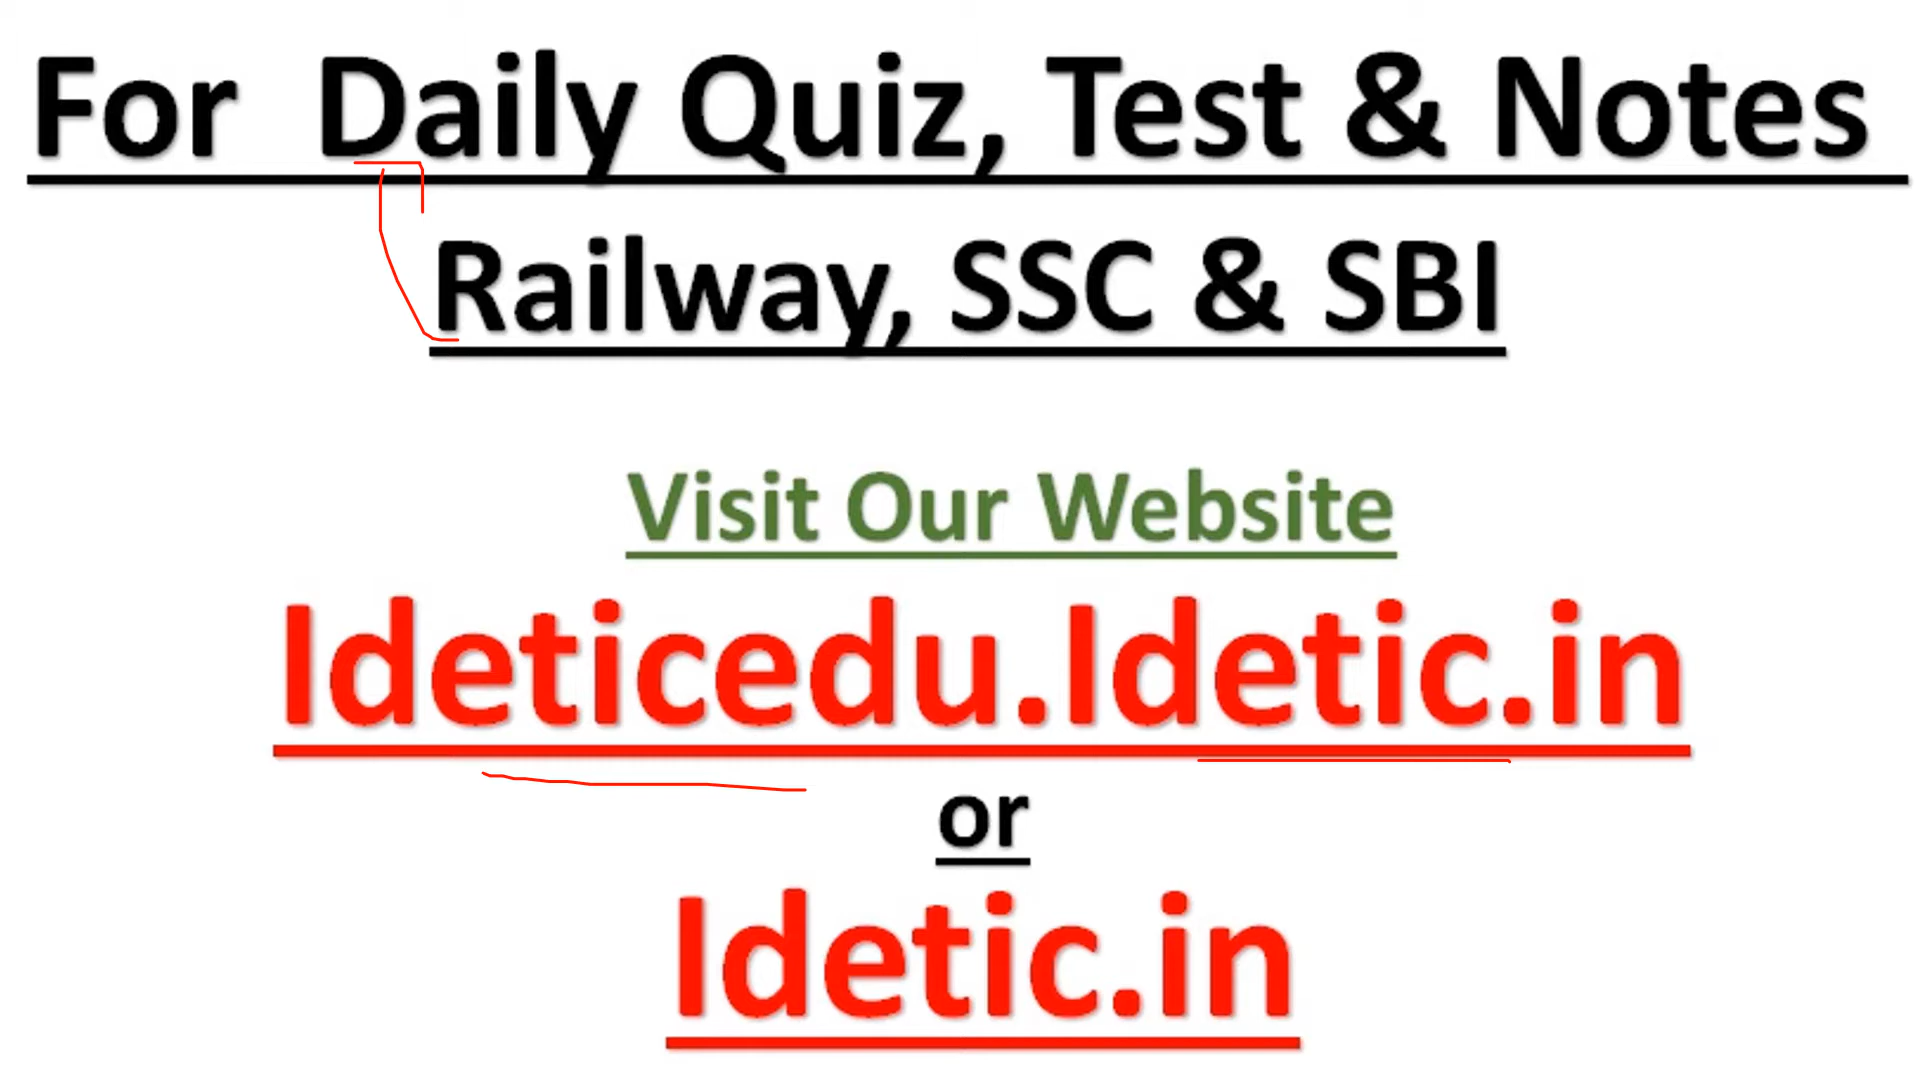 For Daily Quiz, Test & Notes
Railway, SSC & SBI
Visit Our Website
Ideticedu.Idetic.in
or
Idetic.in